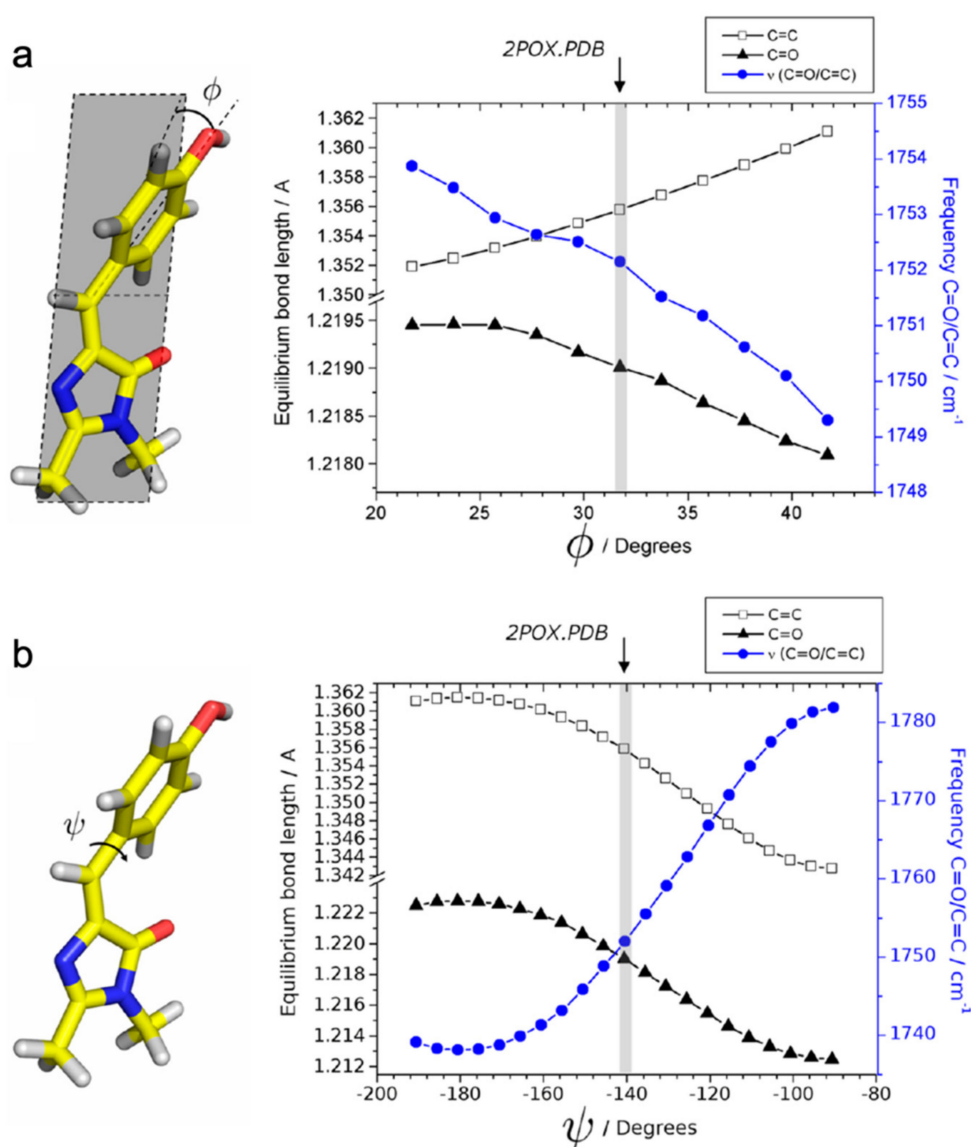 a
ϕ
2POX.PDB
C=C
C=O
ν (C=O/C=C)
Equilibrium bond length / A
1.362
1.360
1.358
1.356
1.354
1.352
1.350
1.2195
1.2190
1.2185
1.2180
20 25 30 35 40
ϕ / Degrees
1755
1754
1753
1752
1751
1750
1749
1748
Frequency C=O/C=C / cm⁻¹
b
ψ
2POX.PDB
C=C
C=O
ν (C=O/C=C)
Equilibrium bond length / A
1.362
1.360
1.358
1.356
1.354
1.352
1.350
1.348
1.346
1.344
1.342
1.222
1.220
1.218
1.216
1.214
1.212
-200 -180 -160 -140 -120 -100 -80
ψ / Degrees
1780
1770
1760
1750
1740
Frequency C=O/C=C / cm⁻¹